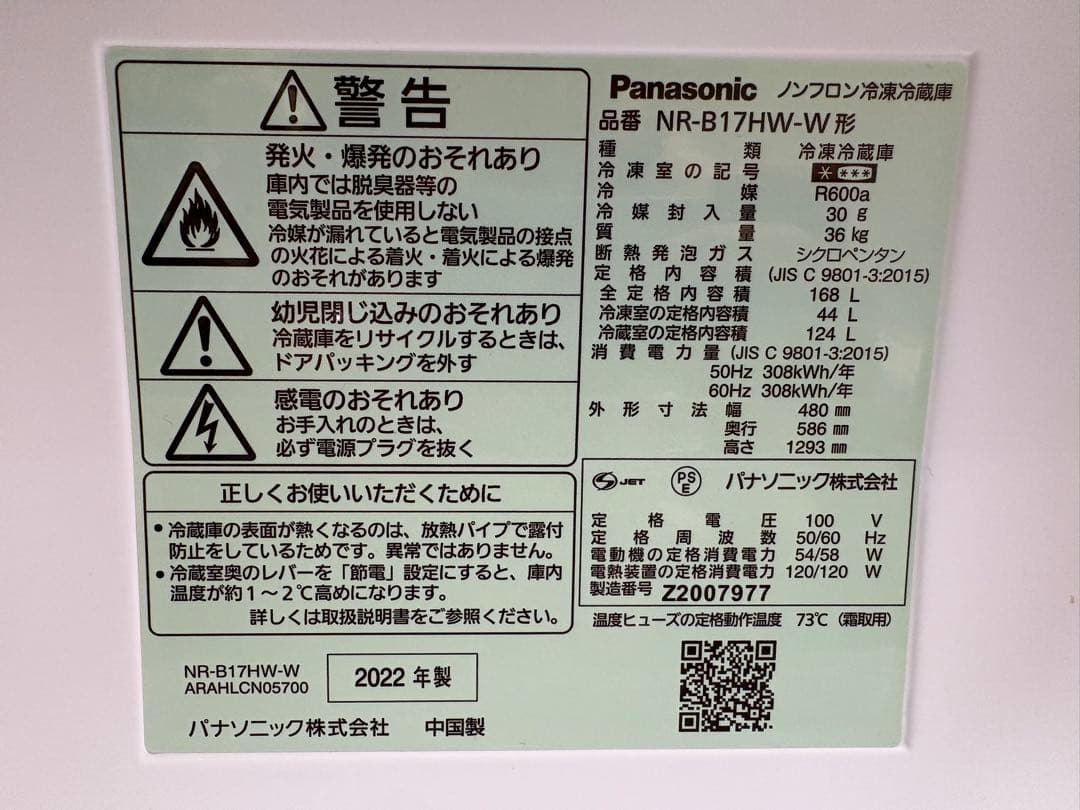 警告
発火・爆発のおそれあり
庫内では脱臭器等の
電気製品を使用しない
冷媒が漏れていると電気製品の接点
の火花による着火・着火による爆発
のおそれがあります
幼児閉じ込みのおそれあり
冷蔵庫をリサイクルするときは、
ドアパッキングを外す
感電のおそれあり
お手入れのときは、
必ず電源プラグを抜く
正しくお使いいただくために
• 冷蔵庫の表面が熱くなるのは、放熱パイプで露付
防止をしているためです。異常ではありません。
• 冷蔵室奥のレバーを「節電」設定にすると、庫内
温度が約1～2℃高めになります。
詳しくは取扱説明書をご参照ください。
NR-B17HW-W
ARAHLCN05700
2022 年製
パナソニック株式会社 中国製
Panasonic ノンフロン冷凍冷蔵庫
品番 NR-B17HW-W形
種類 冷凍冷蔵庫
冷凍室の記号 * ***
冷媒 R600a
冷媒封入量 30 g
質量 36 kg
断熱発泡ガス シクロペンタン
定格内容積 (JIS C 9801-3:2015)
全定格内容積 168 L
冷凍室の定格内容積 44 L
冷蔵室の定格内容積 124 L
消費電力量 (JIS C 9801-3:2015)
50Hz 308kWh/年
60Hz 308kWh/年
外形寸法幅 480 mm
奥行 586 mm
高さ 1293 mm
JET PSE パナソニック株式会社
定格電圧 100 V
定格周波数 50/60 Hz
電動機の定格消費電力 54/58 W
電熱装置の定格消費電力 120/120 W
製造番号 Z2007977
温度ヒューズの定格動作温度 73℃ (霜取用)